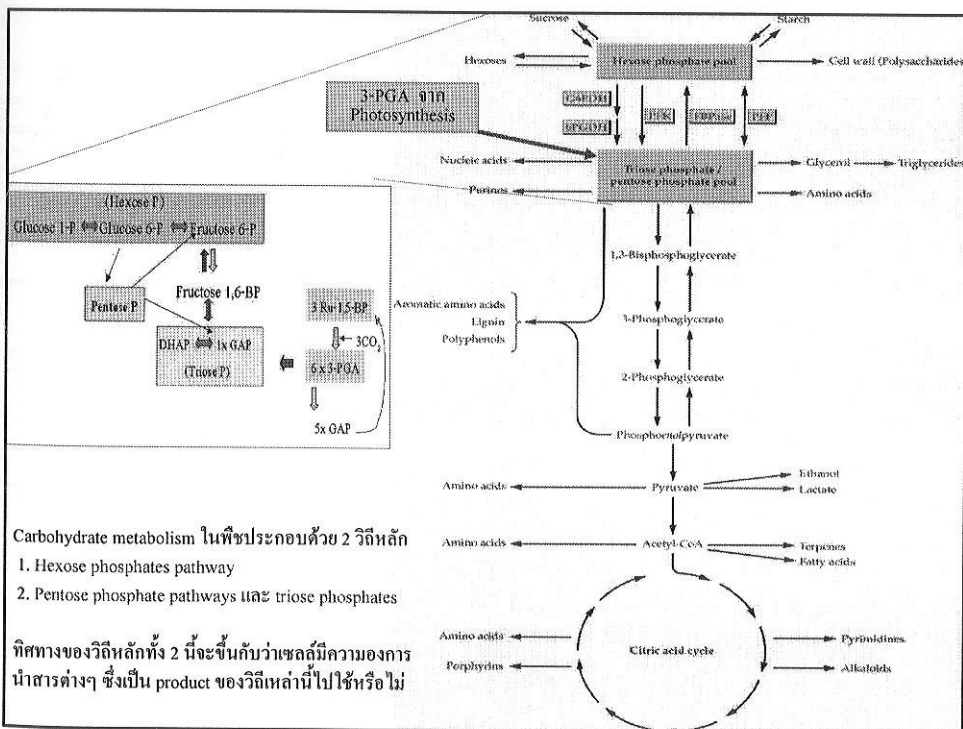 Sucrose
Starch
Hexoses
Hexose phosphate pool
Cell wall (Polysaccharides
3-PGA จาก
Photosynthesis
G6PDH
6PGDH
PFK
FBPase
PFP
Nucleic acids
Triose phosphate /
pentose phosphate pool
Glycerol
Triglycerides
Purines
Amino acids
(Hexose P)
Glucose 1-P
Glucose 6-P
Fructose 6-P
Pentose P
Fructose 1,6-BP
DHAP
1x GAP
(Triose P)
3 Ru-1,5-BP
3CO2
6 x 3-PGA
5x GAP
1,3-Bisphosphoglycerate
Aromatic amino acids
Lignin
Polyphenols
3-Phosphoglycerate
2-Phosphoglycerate
Phosphoenolpyruvate
Amino acids
Pyruvate
Ethanol
Lactate
Amino acids
Acetyl-CoA
Terpenes
Fatty acids
Carbohydrate metabolism ในพืชประกอบด้วย 2 วิถีหลัก
1. Hexose phosphates pathway
2. Pentose phosphate pathways และ triose phosphates
ทิศทางของวิถีหลักทั้ง 2 นี้จะขึ้นกับว่าเซลล์มีความองการ
นำสารต่างๆ ซึ่งเป็น product ของวิถีเหล่านี้ไปใช้หรือไม่
Amino acids
Porphyrins
Citric acid cycle
Pyrimidines
Alkaloids